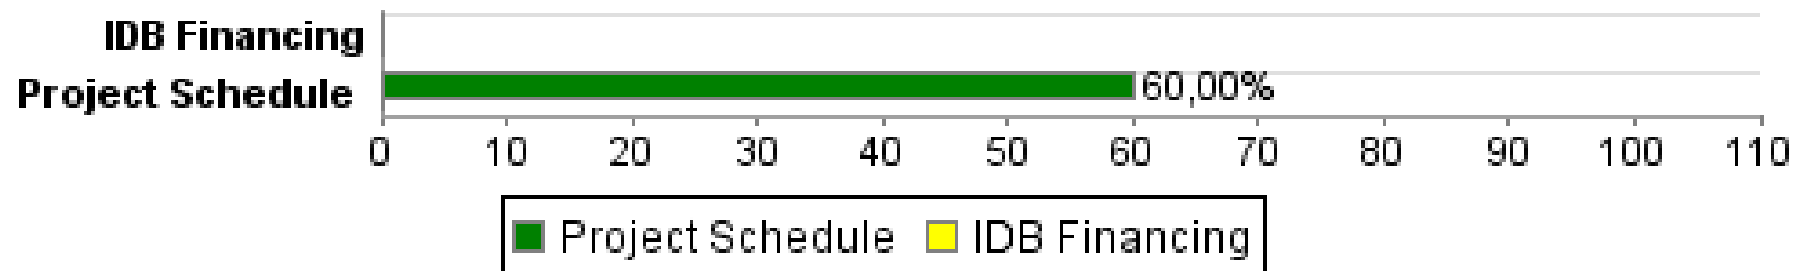 IDB Financing
Project Schedule 60,00%
0 10 20 30 40 50 60 70 80 90 100 110
Project Schedule IDB Financing